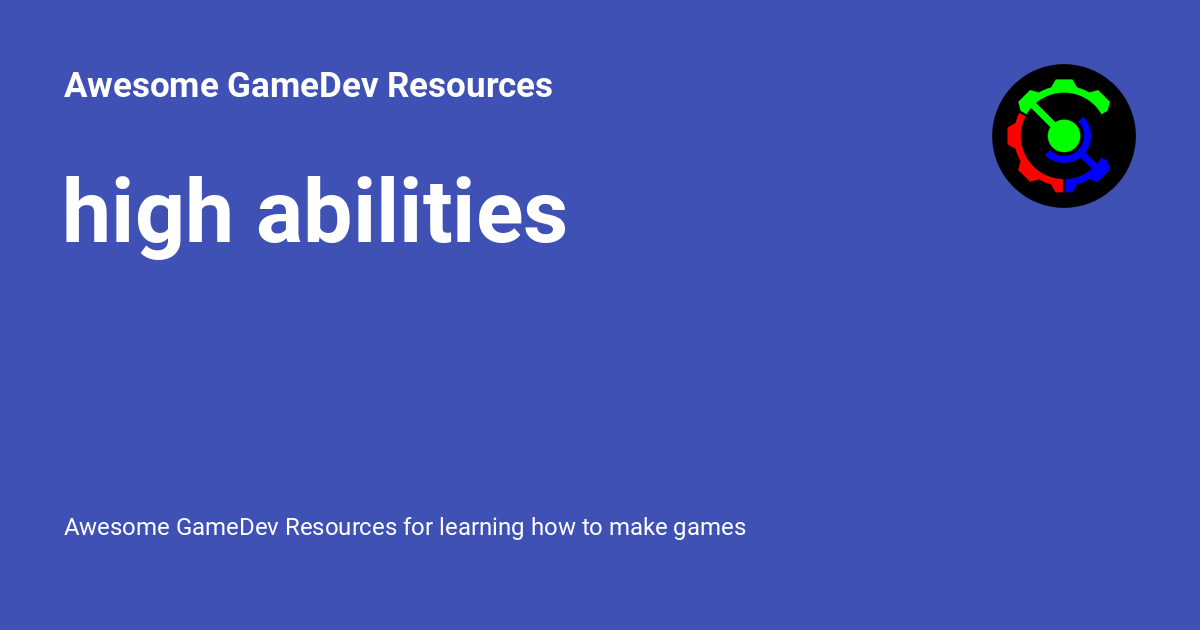 Awesome GameDev Resources
high abilities
Awesome GameDev Resources for learning how to make games